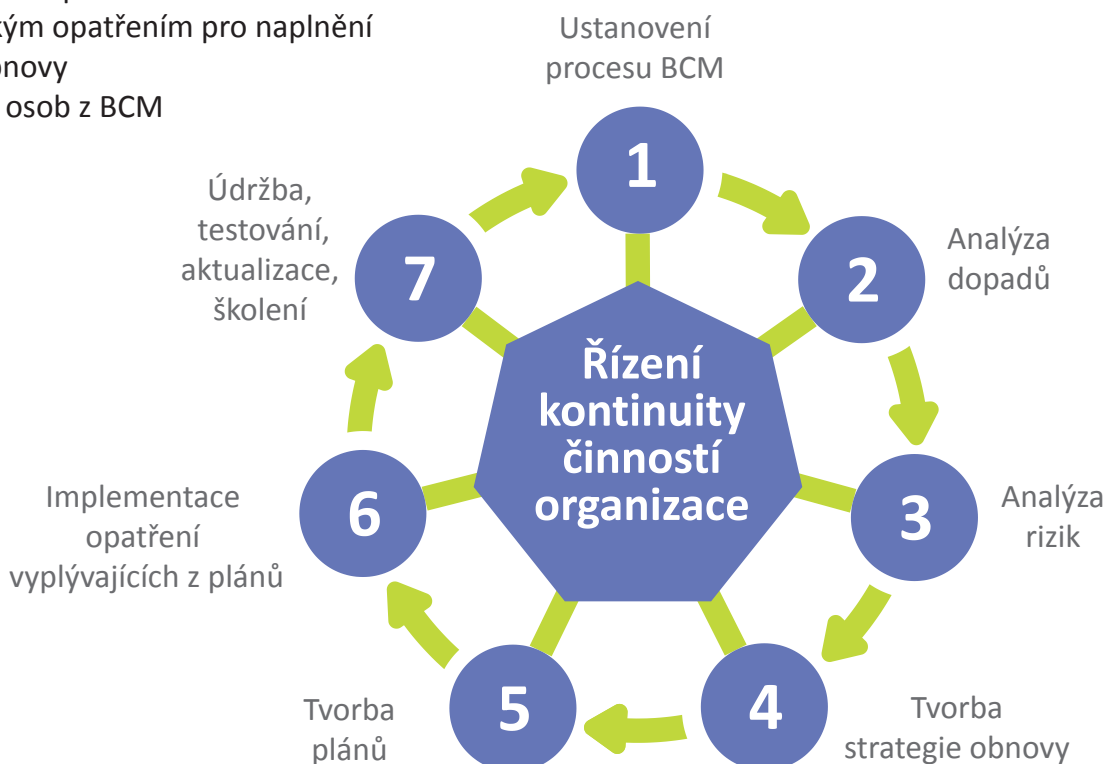 kým opatřením pro naplnění
osob z BCM
Ustanovení
procesu BCM
1
Analýza
dopadů
2
Analýza
rizik
3
Tvorba
strategie obnovy
4
Tvorba
plánů
5
Implementace
opatření
vyplývajících z plánů
6
Údržba,
testování,
aktualizace,
školení
7
Řízení
kontinuity
činností
organizace